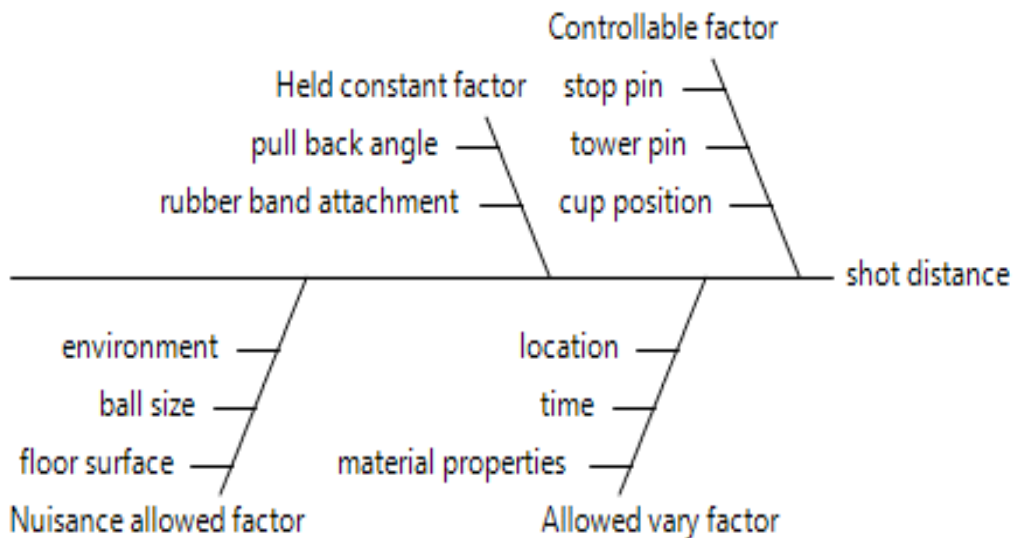 Controllable factor
stop pin
tower pin
cup position
Held constant factor
pull back angle
rubber band attachment
shot distance
environment
ball size
floor surface
Nuisance allowed factor
location
time
material properties
Allowed vary factor